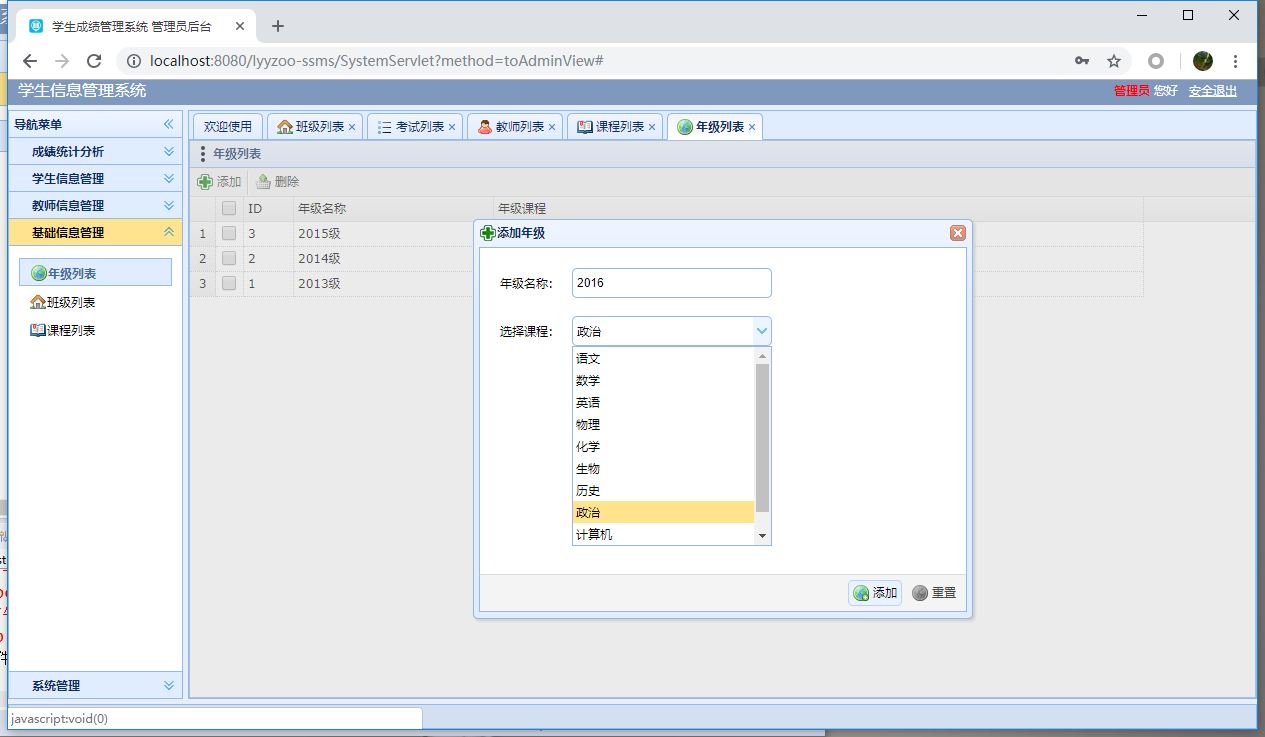 学生成绩管理系统 管理员后台
localhost:8080/lyyzoo-ssms/SystemServlet?method=toAdminView#
学生信息管理系统
管理员 您好 安全退出
导航菜单
欢迎使用 班级列表 考试列表 教师列表 课程列表 年级列表
成绩统计分析
年级列表
学生信息管理
添加 删除
教师信息管理
ID 年级名称 年级课程
基础信息管理
1 3 2015级
2 2 2014级
3 1 2013级
年级列表
班级列表
课程列表
添加年级
年级名称: 2016
选择课程: 政治
语文
数学
英语
物理
化学
生物
历史
政治
计算机
添加 重置
系统管理
javascript:void(0)